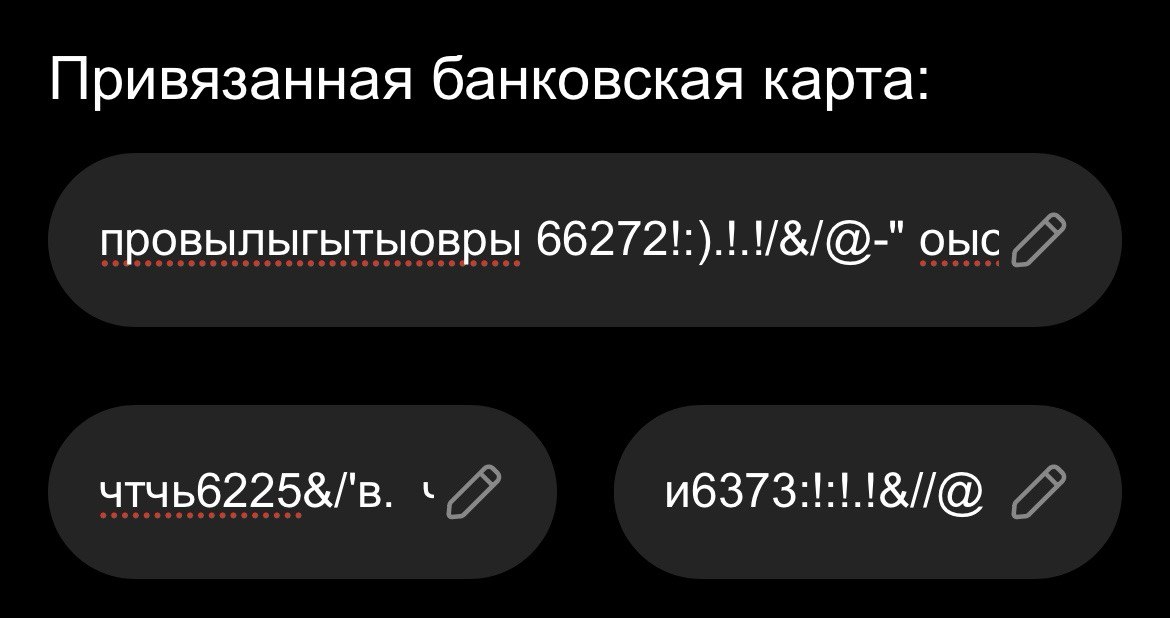 Привязанная банковская карта:
провылыгытыовры 66272!:).!.!/&/@-" оыс
чтчь6225&/'в. ч
и6373:!:!.!&//@